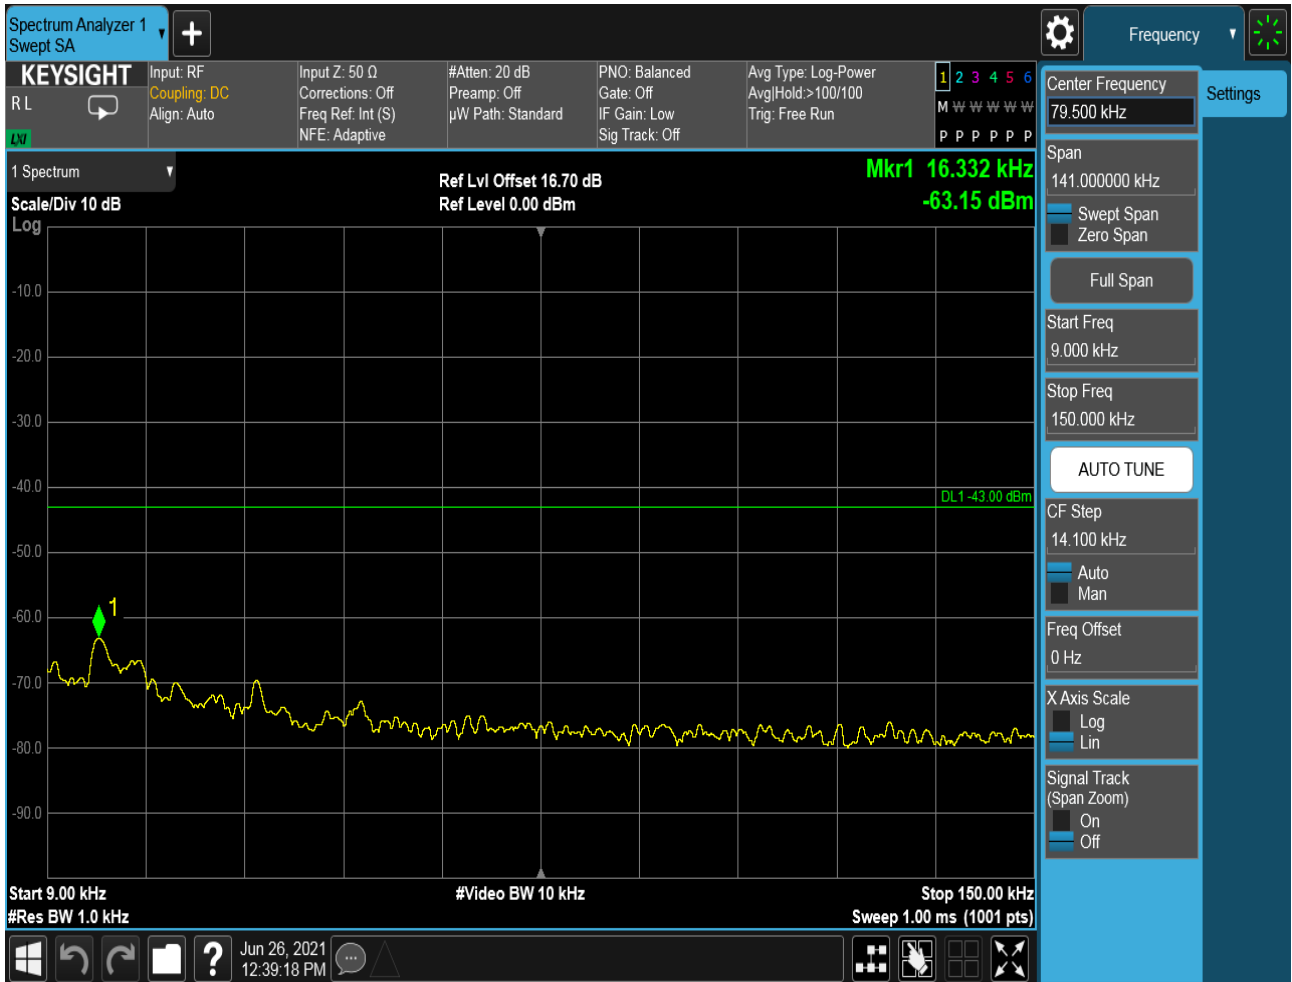 Spectrum Analyzer 1
Swept SA
Frequency
KEYSIGHT
R L
LXI
Input: RF
Coupling: DC
Align: Auto
Input Z: 50 Ω
Corrections: Off
Freq Ref: Int (S)
NFE: Adaptive
#Atten: 20 dB
Preamp: Off
µW Path: Standard
PNO: Balanced
Gate: Off
IF Gain: Low
Sig Track: Off
Avg Type: Log-Power
Avg|Hold:>100/100
Trig: Free Run
1 2 3 4 5 6
M W W W W W
P P P P P P
1 Spectrum
Scale/Div 10 dB
Log
Ref Lvl Offset 16.70 dB
Ref Level 0.00 dBm
Mkr1 16.332 kHz
-63.15 dBm
-10.0
-20.0
-30.0
-40.0
DL1 -43.00 dBm
-50.0
1
-60.0
-70.0
-80.0
-90.0
Start 9.00 kHz
#Video BW 10 kHz
Stop 150.00 kHz
#Res BW 1.0 kHz
Sweep 1.00 ms (1001 pts)
Jun 26, 2021
12:39:18 PM
Center Frequency
79.500 kHz
Settings
Span
141.000000 kHz
Swept Span
Zero Span
Full Span
Start Freq
9.000 kHz
Stop Freq
150.000 kHz
AUTO TUNE
CF Step
14.100 kHz
Auto
Man
Freq Offset
0 Hz
X Axis Scale
Log
Lin
Signal Track
(Span Zoom)
On
Off